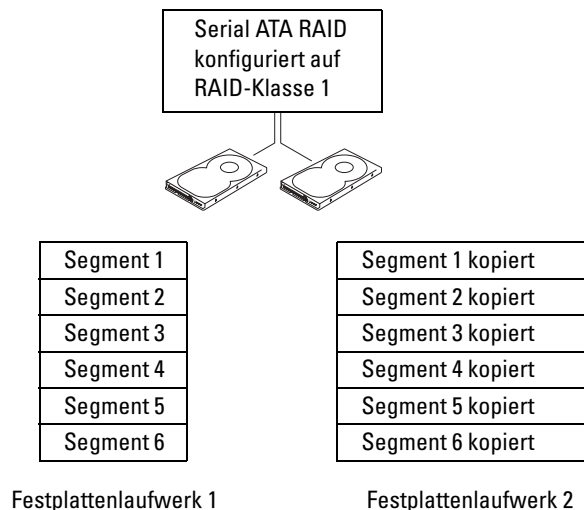 Serial ATA RAID
konfiguriert auf
RAID-Klasse 1
Segment 1
Segment 1 kopiert
Segment 2
Segment 2 kopiert
Segment 3
Segment 3 kopiert
Segment 4
Segment 4 kopiert
Segment 5
Segment 5 kopiert
Segment 6
Segment 6 kopiert
Festplattenlaufwerk 1
Festplattenlaufwerk 2